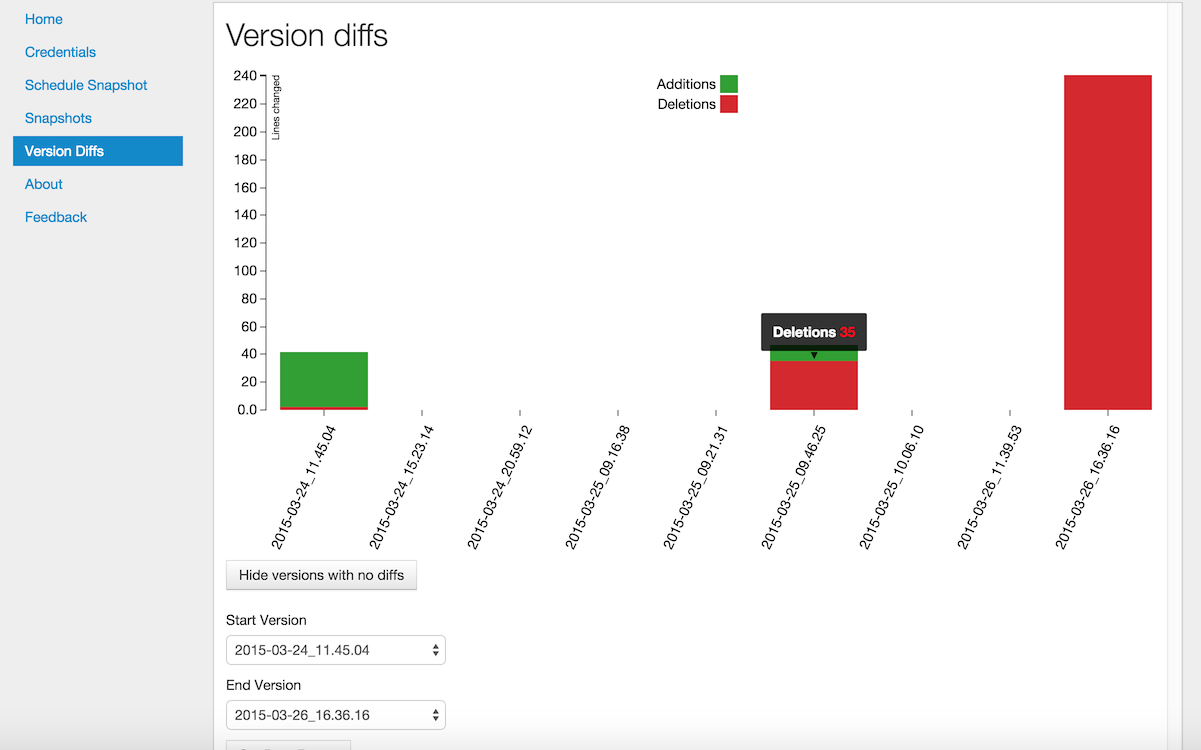 Home
Credentials
Schedule Snapshot
Snapshots
Version Diffs
About
Feedback
Version diffs
Lines changed
240
220
200
180
160
140
120
100
80
60
40
20
0.0
Additions
Deletions
Deletions 35
2015-03-24_11.45.04
2015-03-24_15.23.14
2015-03-24_20.59.12
2015-03-25_09.16.38
2015-03-25_09.21.31
2015-03-25_09.46.25
2015-03-25_10.06.10
2015-03-26_11.39.53
2015-03-26_16.36.16
Hide versions with no diffs
Start Version
2015-03-24_11.45.04
End Version
2015-03-26_16.36.16